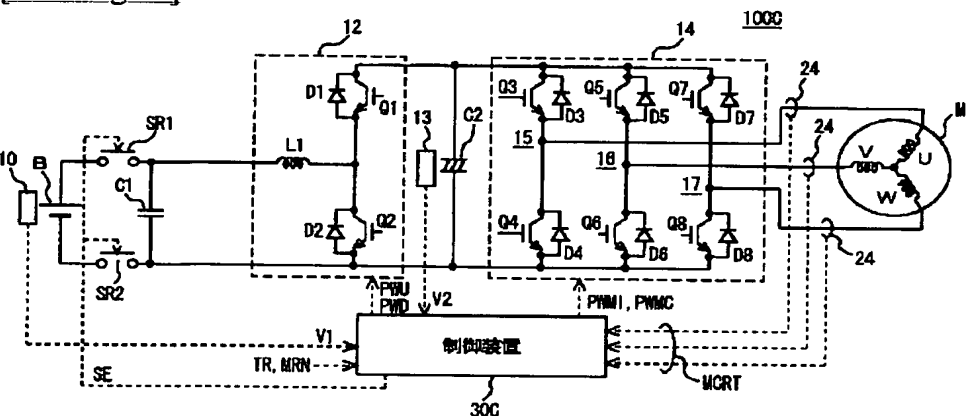 100C
12
14
24
M
D1
Q1
C2
Q3
D3
Q5
D5
Q7
D7
SR1
13
15
24
10
B
L1
16
V
U
C1
17
W
D2
Q2
Q4
D4
Q6
D6
Q8
D8
24
SR2
PWU
PWD
V2
PWMI, PWMC
V1
制御装置
TR, MRN
SE
MCRT
30C